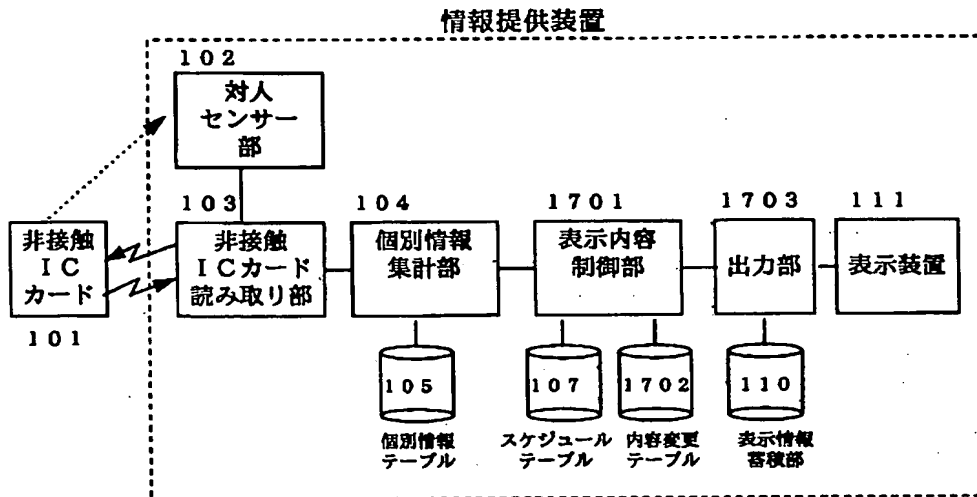 情報提供装置
１０２
対人
センサー
部
１０３
非接触
ＩＣカード
読み取り部
１０４
個別情報
集計部
１７０１
表示内容
制御部
１７０３
出力部
１１１
表示装置
非接触
ＩＣ
カード
１０１
１０５
個別情報
テーブル
１０７
スケジュール
テーブル
１７０２
内容変更
テーブル
１１０
表示情報
蓄積部